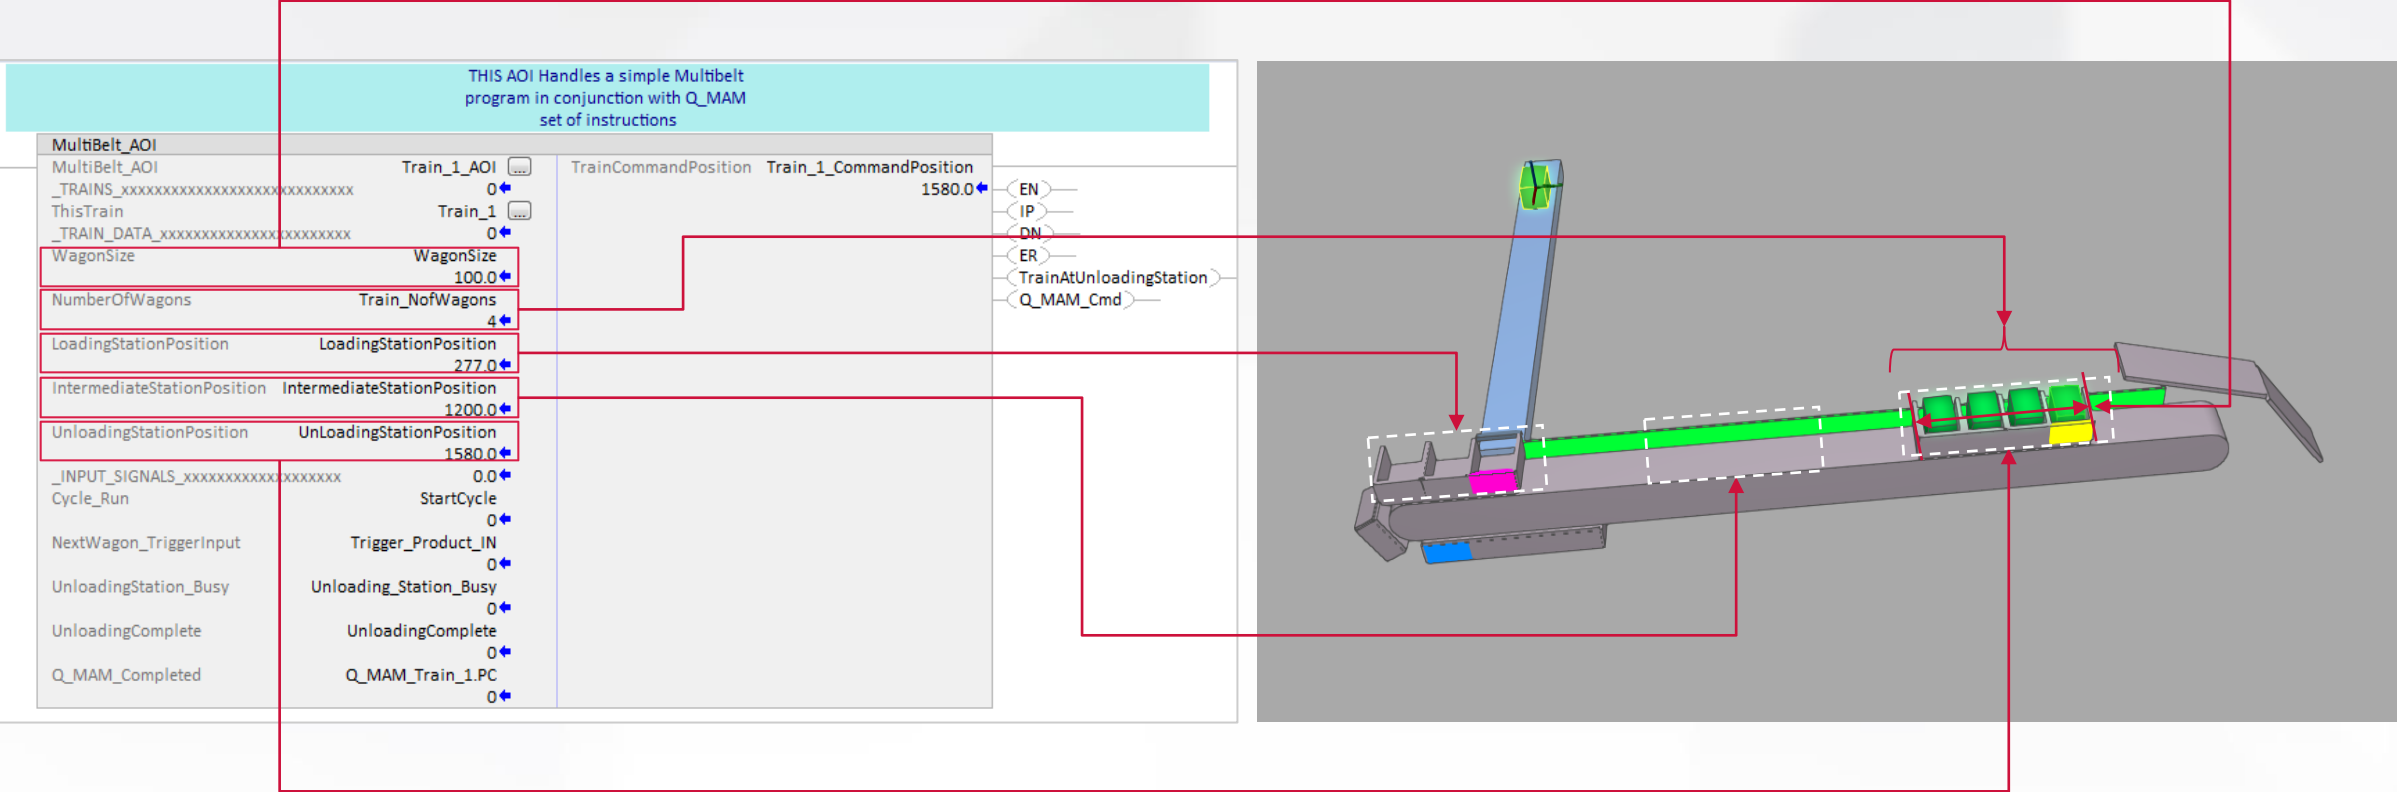 THIS AOI Handles a simple Multibelt
program in conjunction with Q_MAM
set of instructions
MultiBelt_AOI
MultiBelt_AOI Train_1_AOI ... TrainCommandPosition Train_1_CommandPosition
_TRAINS_xxxxxxxxxxxxxxxxxxxxxxxxxxxx 0 1580.0 EN
ThisTrain Train_1 ... IP
_TRAIN_DATA_xxxxxxxxxxxxxxxxxxxxxxx 0 DN
WagonSize WagonSize ER
100.0 TrainAtUnloadingStation
NumberOfWagons Train_NofWagons Q_MAM_Cmd
4
LoadingStationPosition LoadingStationPosition
277.0
IntermediateStationPosition IntermediateStationPosition
1200.0
UnloadingStationPosition UnLoadingStationPosition
1580.0
_INPUT_SIGNALS_xxxxxxxxxxxxxxxxxxx 0.0
Cycle_Run StartCycle
0
NextWagon_TriggerInput Trigger_Product_IN
0
UnloadingStation_Busy Unloading_Station_Busy
0
UnloadingComplete UnloadingComplete
0
Q_MAM_Completed Q_MAM_Train_1.PC
0